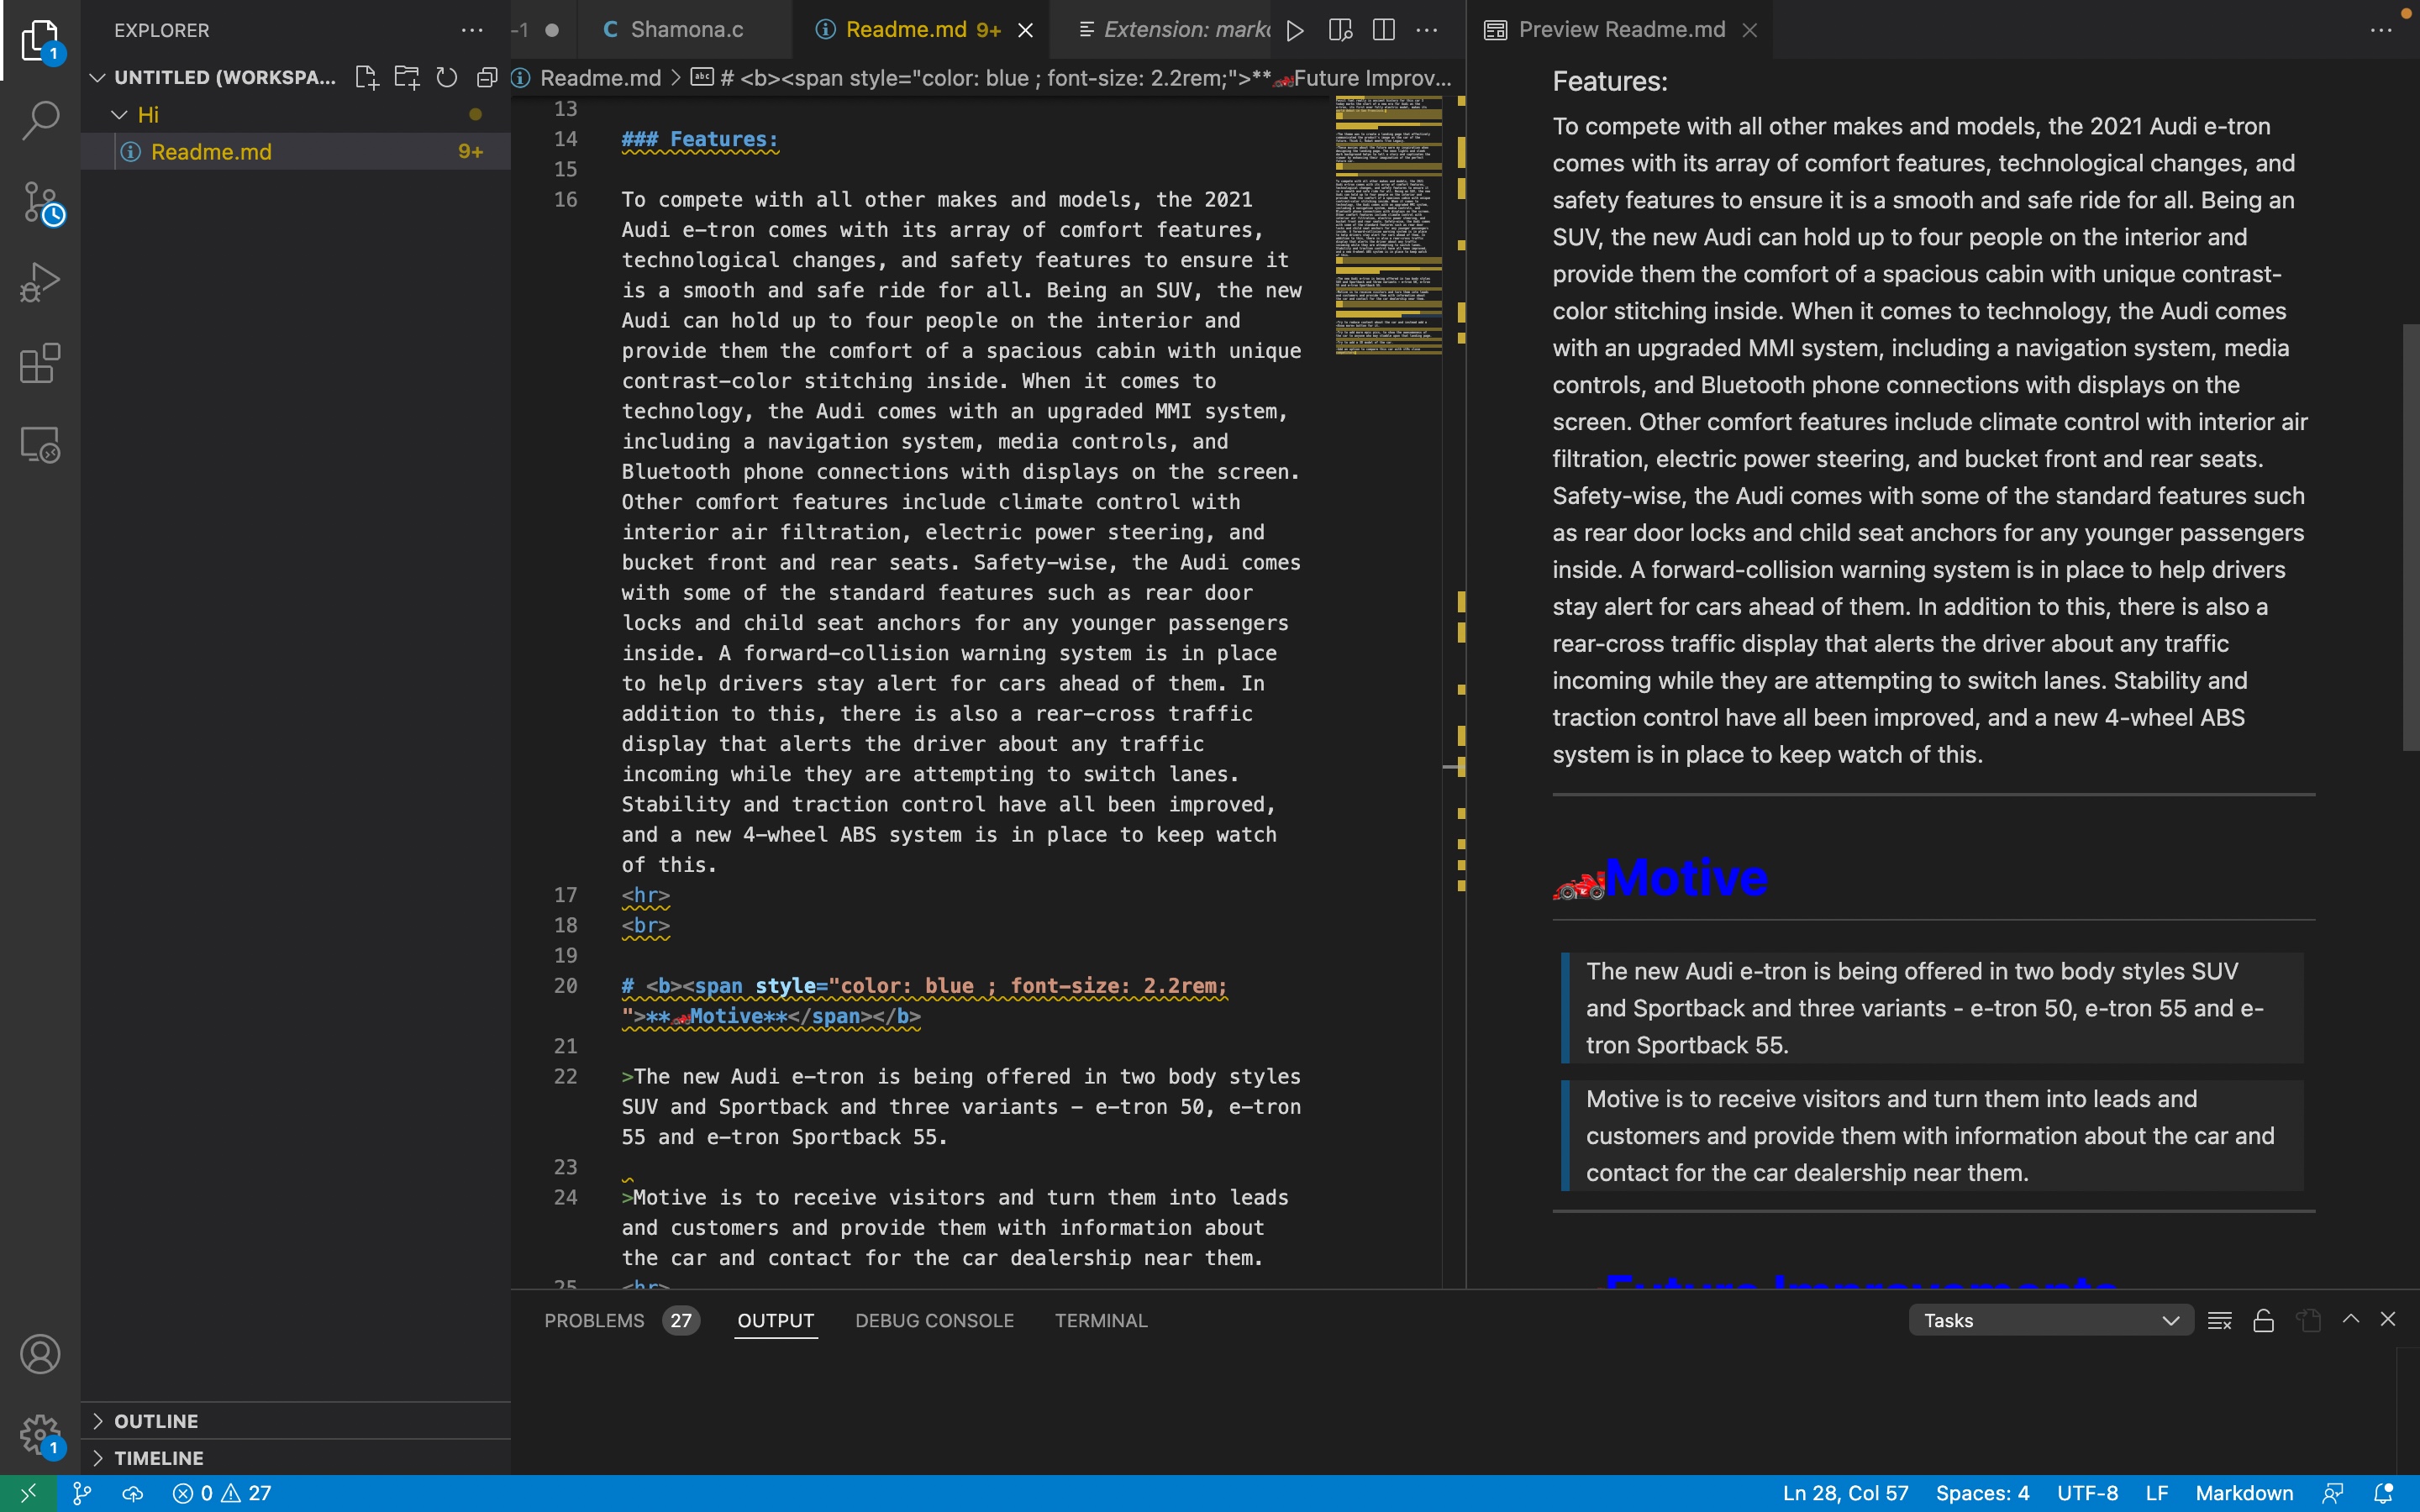 EXPLORER
UNTITLED (WORKSPA...
Hi
Readme.md 9+
-1
C Shamona.c
Readme.md 9+
Extension: mark
Readme.md > # <b><span style="color: blue ; font-size: 2.2rem;">**🏎️Future Improv...
13
14 ### Features:
15
16 To compete with all other makes and models, the 2021
Audi e-tron comes with its array of comfort features,
technological changes, and safety features to ensure it
is a smooth and safe ride for all. Being an SUV, the new
Audi can hold up to four people on the interior and
provide them the comfort of a spacious cabin with unique
contrast-color stitching inside. When it comes to
technology, the Audi comes with an upgraded MMI system,
including a navigation system, media controls, and
Bluetooth phone connections with displays on the screen.
Other comfort features include climate control with
interior air filtration, electric power steering, and
bucket front and rear seats. Safety-wise, the Audi comes
with some of the standard features such as rear door
locks and child seat anchors for any younger passengers
inside. A forward-collision warning system is in place
to help drivers stay alert for cars ahead of them. In
addition to this, there is also a rear-cross traffic
display that alerts the driver about any traffic
incoming while they are attempting to switch lanes.
Stability and traction control have all been improved,
and a new 4-wheel ABS system is in place to keep watch
of this.
17 <hr>
18 <br>
19
20 # <b><span style="color: blue ; font-size: 2.2rem;
">**🏎️Motive**</span></b>
21
22 >The new Audi e-tron is being offered in two body styles
SUV and Sportback and three variants - e-tron 50, e-tron
55 and e-tron Sportback 55.
23
24 >Motive is to receive visitors and turn them into leads
and customers and provide them with information about
the car and contact for the car dealership near them.
25 <hr>
Preview Readme.md
Features:
To compete with all other makes and models, the 2021 Audi e-tron
comes with its array of comfort features, technological changes, and
safety features to ensure it is a smooth and safe ride for all. Being an
SUV, the new Audi can hold up to four people on the interior and
provide them the comfort of a spacious cabin with unique contrast-
color stitching inside. When it comes to technology, the Audi comes
with an upgraded MMI system, including a navigation system, media
controls, and Bluetooth phone connections with displays on the
screen. Other comfort features include climate control with interior air
filtration, electric power steering, and bucket front and rear seats.
Safety-wise, the Audi comes with some of the standard features such
as rear door locks and child seat anchors for any younger passengers
inside. A forward-collision warning system is in place to help drivers
stay alert for cars ahead of them. In addition to this, there is also a
rear-cross traffic display that alerts the driver about any traffic
incoming while they are attempting to switch lanes. Stability and
traction control have all been improved, and a new 4-wheel ABS
system is in place to keep watch of this.
🏎️Motive
The new Audi e-tron is being offered in two body styles SUV
and Sportback and three variants - e-tron 50, e-tron 55 and e-
tron Sportback 55.
Motive is to receive visitors and turn them into leads and
customers and provide them with information about the car and
contact for the car dealership near them.
Future Improvements
PROBLEMS 27 OUTPUT DEBUG CONSOLE TERMINAL
Tasks
OUTLINE
TIMELINE
1
1
0 27
Ln 28, Col 57 Spaces: 4 UTF-8 LF Markdown